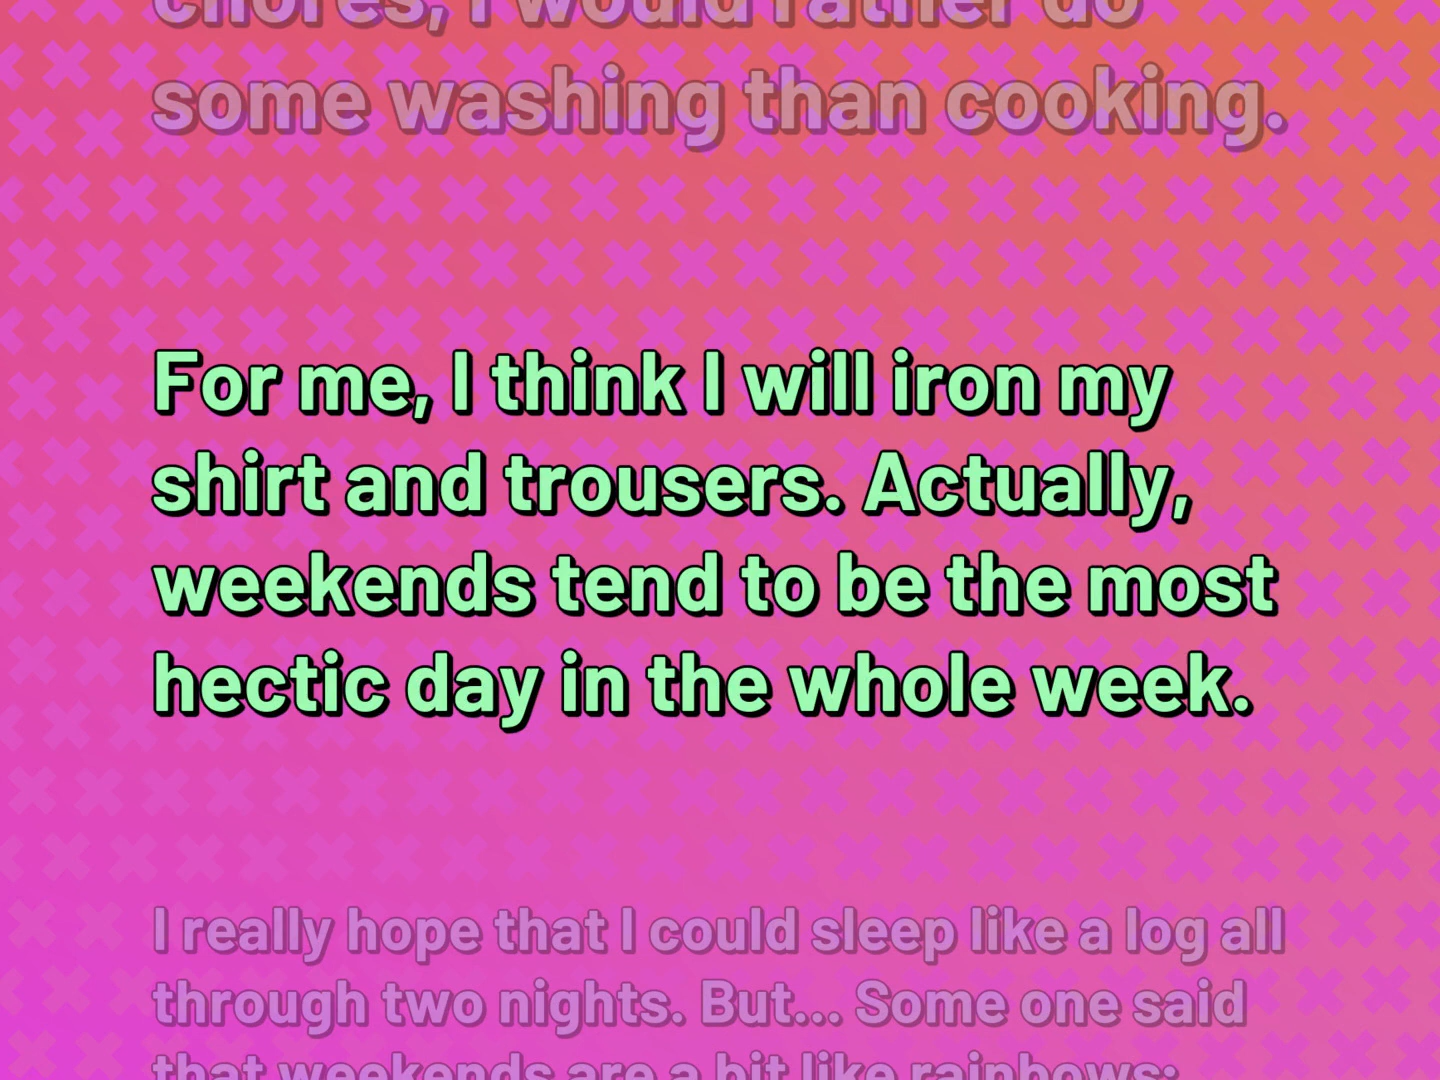 chores, I would rather do
some washing than cooking.
For me, I think I will iron my
shirt and trousers. Actually,
weekends tend to be the most
hectic day in the whole week.
I really hope that I could sleep like a log all
through two nights. But... Some one said
that weekends are a bit like rainbows;